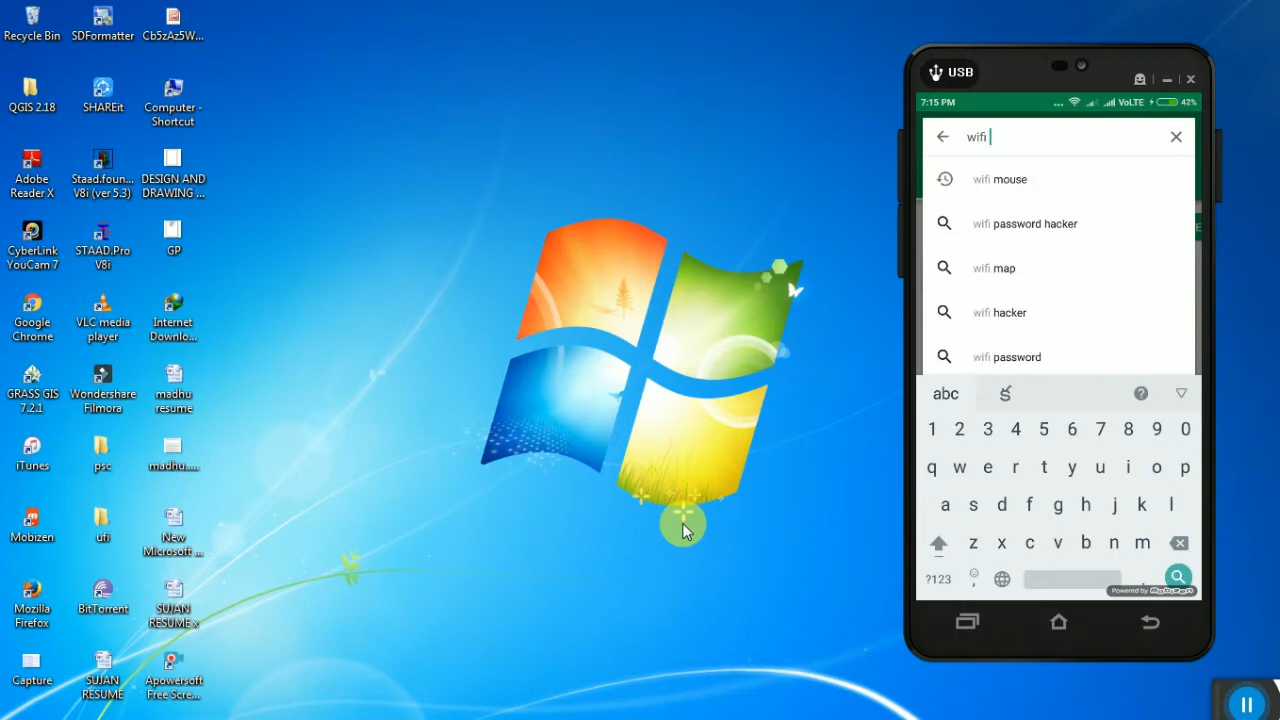 Recycle Bin
SDFormatter
Cb5zAz5W...
QGIS 2.18
SHAREit
Computer -
Shortcut
Adobe
Reader X
Staad.foun...
V8i (ver 5.3)
DESIGN AND
DRAWING ...
CyberLink
YouCam 7
STAAD.Pro
V8i
GP
Google
Chrome
VLC media
player
Internet
Downlo...
GRASS GIS
7.2.1
Wondershare
Filmora
madhu
resume
iTunes
psc
madhu....
Mobizen
ufi
New
Microsoft ...
Mozilla
Firefox
BitTorrent
SUJAN
RESUME x
Capture
SUJAN
RESUME
Apowersoft
Free Scre...
USB
7:15 PM ... VoLTE 42%
wifi
wifi mouse
wifi password hacker
wifi map
wifi hacker
wifi password
abc క
1 2 3 4 5 6 7 8 9 0
q w e r t y u i o p
a s d f g h j k l
z x c v b n m
?123 , .
Powered by mobizen